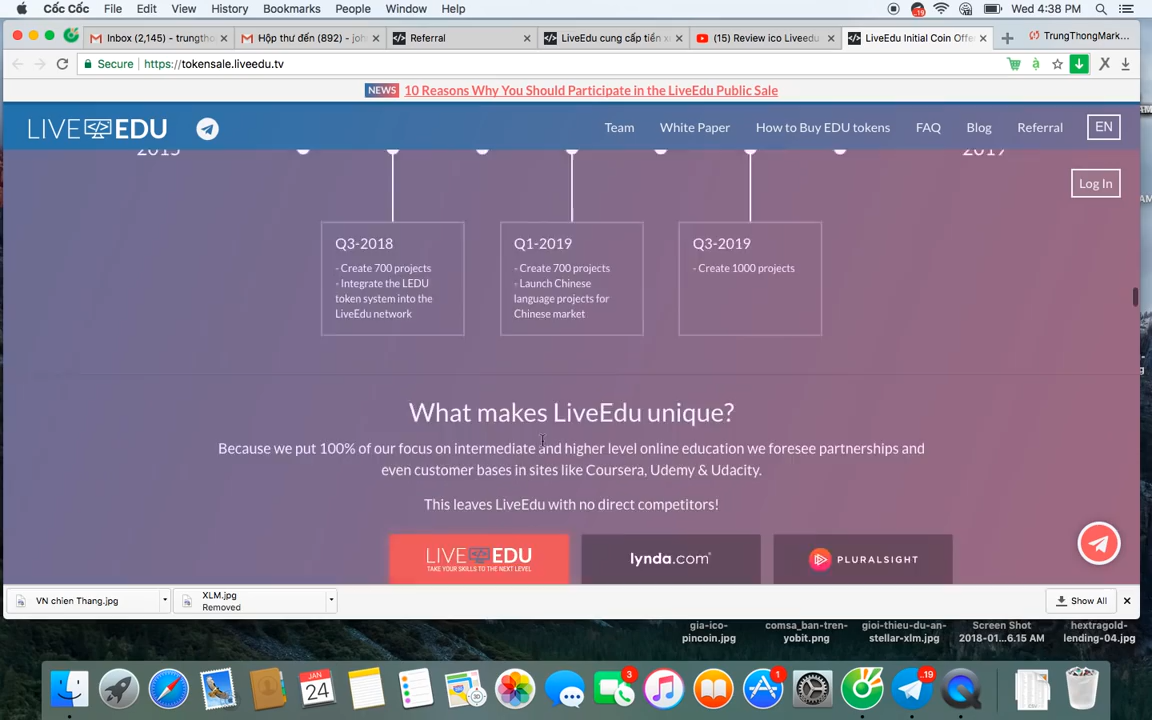 Cốc Cốc File Edit View History Bookmarks People Window Help
19
Wed 4:38 PM
Inbox (2,145) - trungtho
Hộp thư đến (892) - joh
Referral
LiveEdu cung cấp tiền x
(15) Review ico Liveedu
LiveEdu Initial Coin Offe
TrungThongMark...
Secure
https://tokensale.liveedu.tv
NEWS 10 Reasons Why You Should Participate in the LiveEdu Public Sale
LIVE EDU
Team White Paper How to Buy EDU tokens FAQ Blog Referral EN
2015
2019
Log In
Q3-2018
- Create 700 projects
- Integrate the LEDU
token system into the
LiveEdu network
Q1-2019
- Create 700 projects
- Launch Chinese
language projects for
Chinese market
Q3-2019
- Create 1000 projects
What makes LiveEdu unique?
Because we put 100% of our focus on intermediate and higher level online education we foresee partnerships and
even customer bases in sites like Coursera, Udemy & Udacity.
This leaves LiveEdu with no direct competitors!
LIVE EDU
TAKE YOUR SKILLS TO THE NEXT LEVEL
lynda.com
PLURALSIGHT
VN chien Thang.jpg
XLM.jpg
Removed
Show All
gia-ico-
pincoin.jpg
comsa_ban-tren-
yobit.png
gioi-thieu-du-an-
stellar-xlm.jpg
Screen Shot
2018-01...6.15 AM
hextragold-
lending-04.jpg
JAN
24
3
1
19